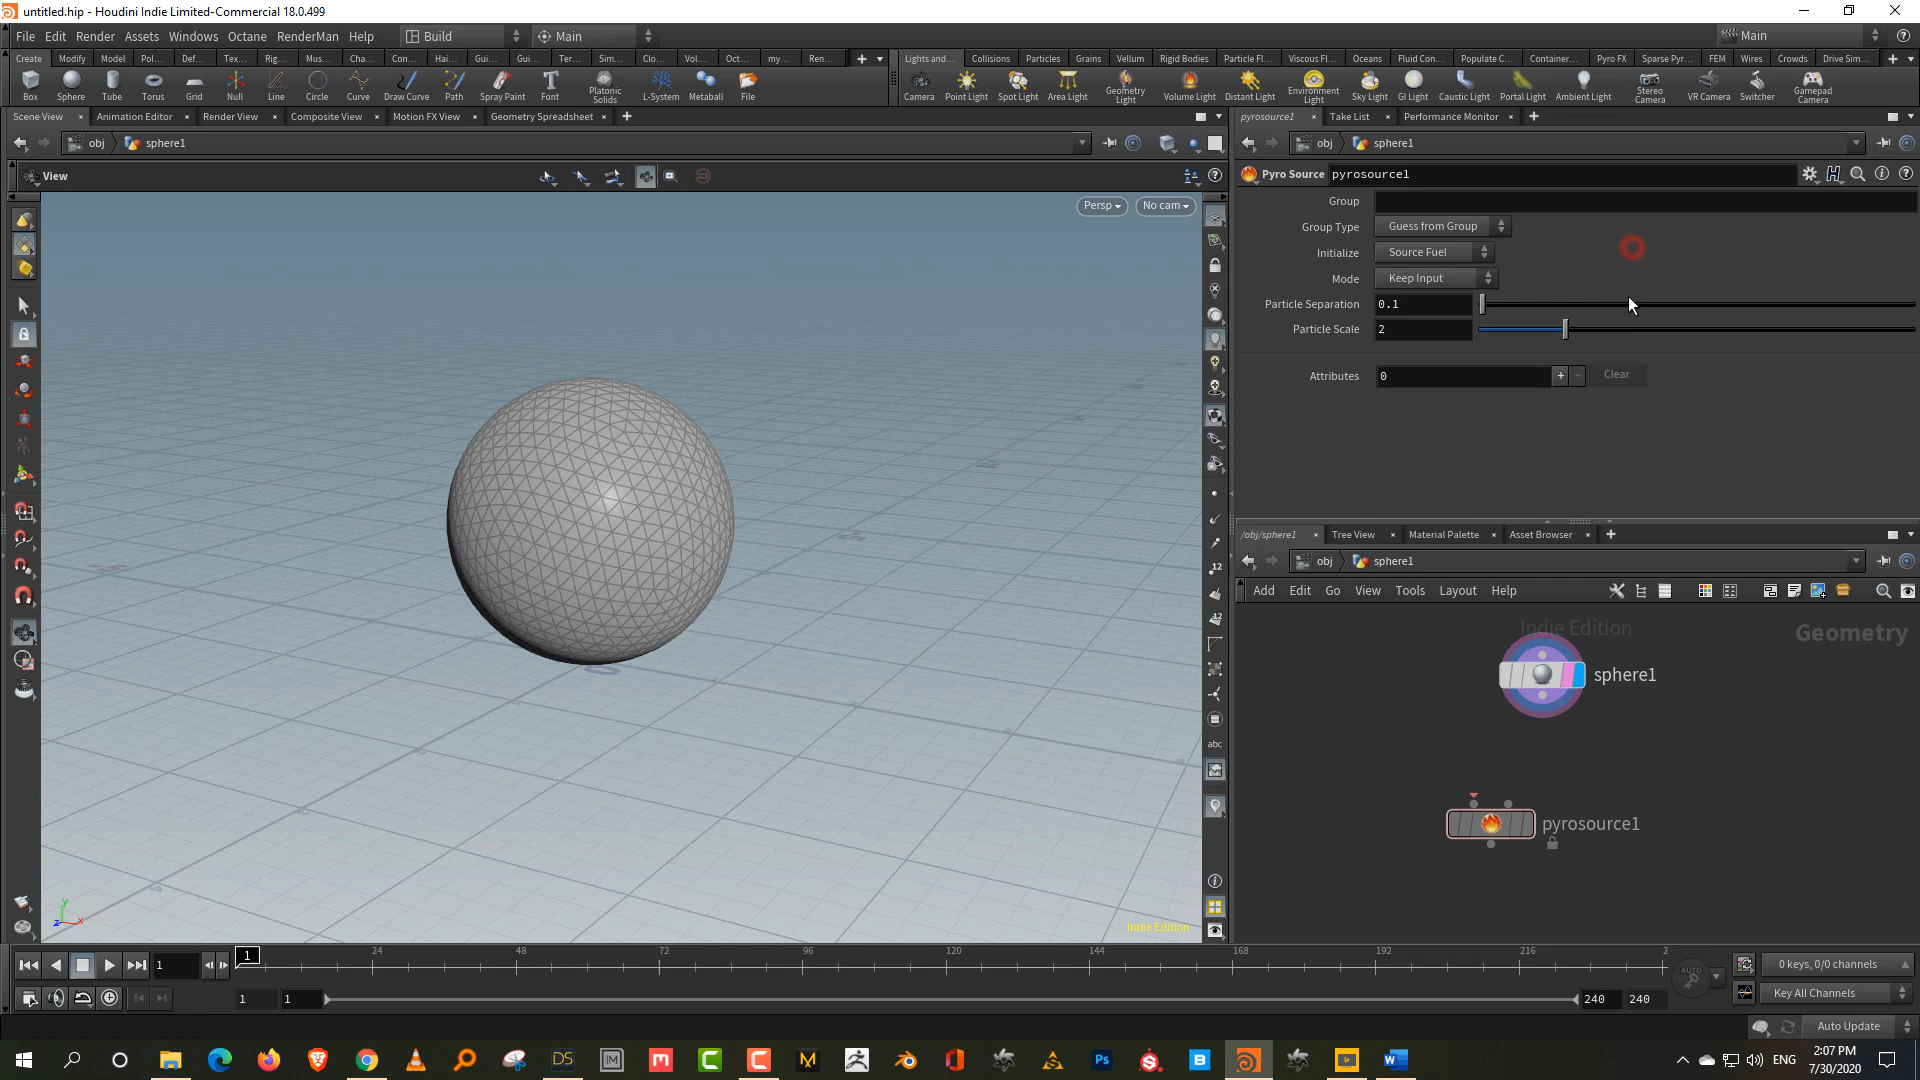 untitled.hip - Houdini Indie Limited-Commercial 18.0.499
File Edit Render Assets Windows Octane RenderMan Help Build Main Main
Create Modify Model Pol... Def... Tex... Rig... Mus... Cha... Con... Hai... Gui... Gui... Ter... Sim... Clo... Vol... Oct... my... Ren...
Lights and... Collisions Particles Grains Vellum Rigid Bodies Particle Fl... Viscous Fl... Oceans Fluid Con... Populate C... Container... Pyro FX Sparse Pyr... FEM Wires Crowds Drive Sim...
Box Sphere Tube Torus Grid Null Line Circle Curve Draw Curve Path Spray Paint Font Platonic Solids L-System Metaball File
Camera Point Light Spot Light Area Light Geometry Light Volume Light Distant Light Environment Light Sky Light GI Light Caustic Light Portal Light Ambient Light Stereo Camera VR Camera Switcher Gamepad Camera
Scene View Animation Editor Render View Composite View Motion FX View Geometry Spreadsheet
pyrosource1 Take List Performance Monitor
obj sphere1
obj sphere1
View
Pyro Source pyrosource1
Persp No cam
Group
Group Type Guess from Group
Initialize Source Fuel
Mode Keep Input
Particle Separation 0.1
Particle Scale 2
Attributes 0 Clear
/obj/sphere1 Tree View Material Palette Asset Browser
obj sphere1
Add Edit Go View Tools Layout Help
Indie Edition
Geometry
sphere1
pyrosource1
12
12
abc
y
z x
Indie Edition
1 1 24 48 72 96 120 144 168 192 216 2
AUTO
0 keys, 0/0 channels
1 1 240 240
Key All Channels
Auto Update
DS
ENG
2:07 PM
7/30/2020